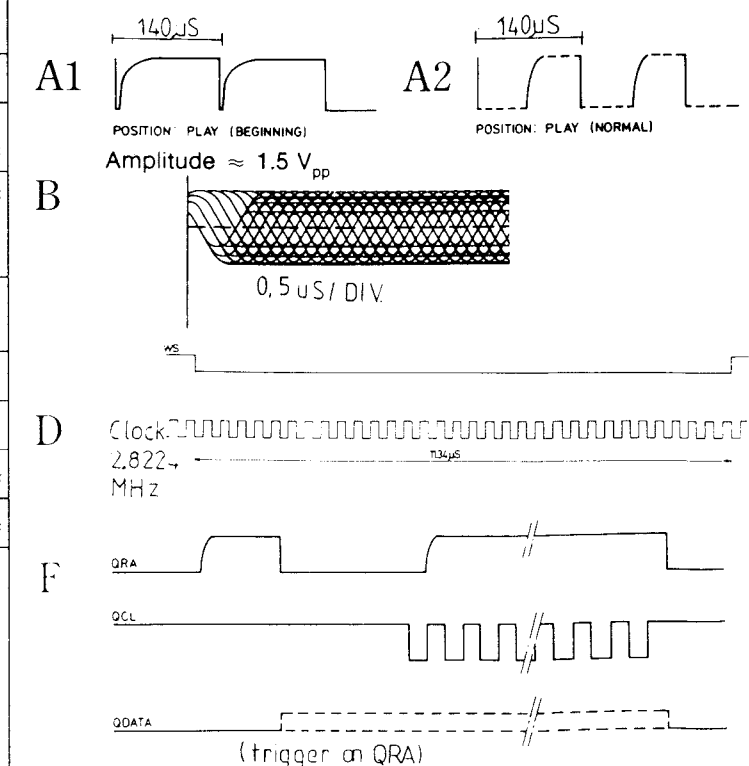 140µS
140µS
A1
A2
POSITION: PLAY (BEGINNING)
POSITION: PLAY (NORMAL)
Amplitude ≈ 1.5 Vpp
B
0,5 uS/ DIV.
WS
D
Clock
11.34µS
2.8224
MHz
F
QRA
QCL
QDATA
(trigger on QRA)